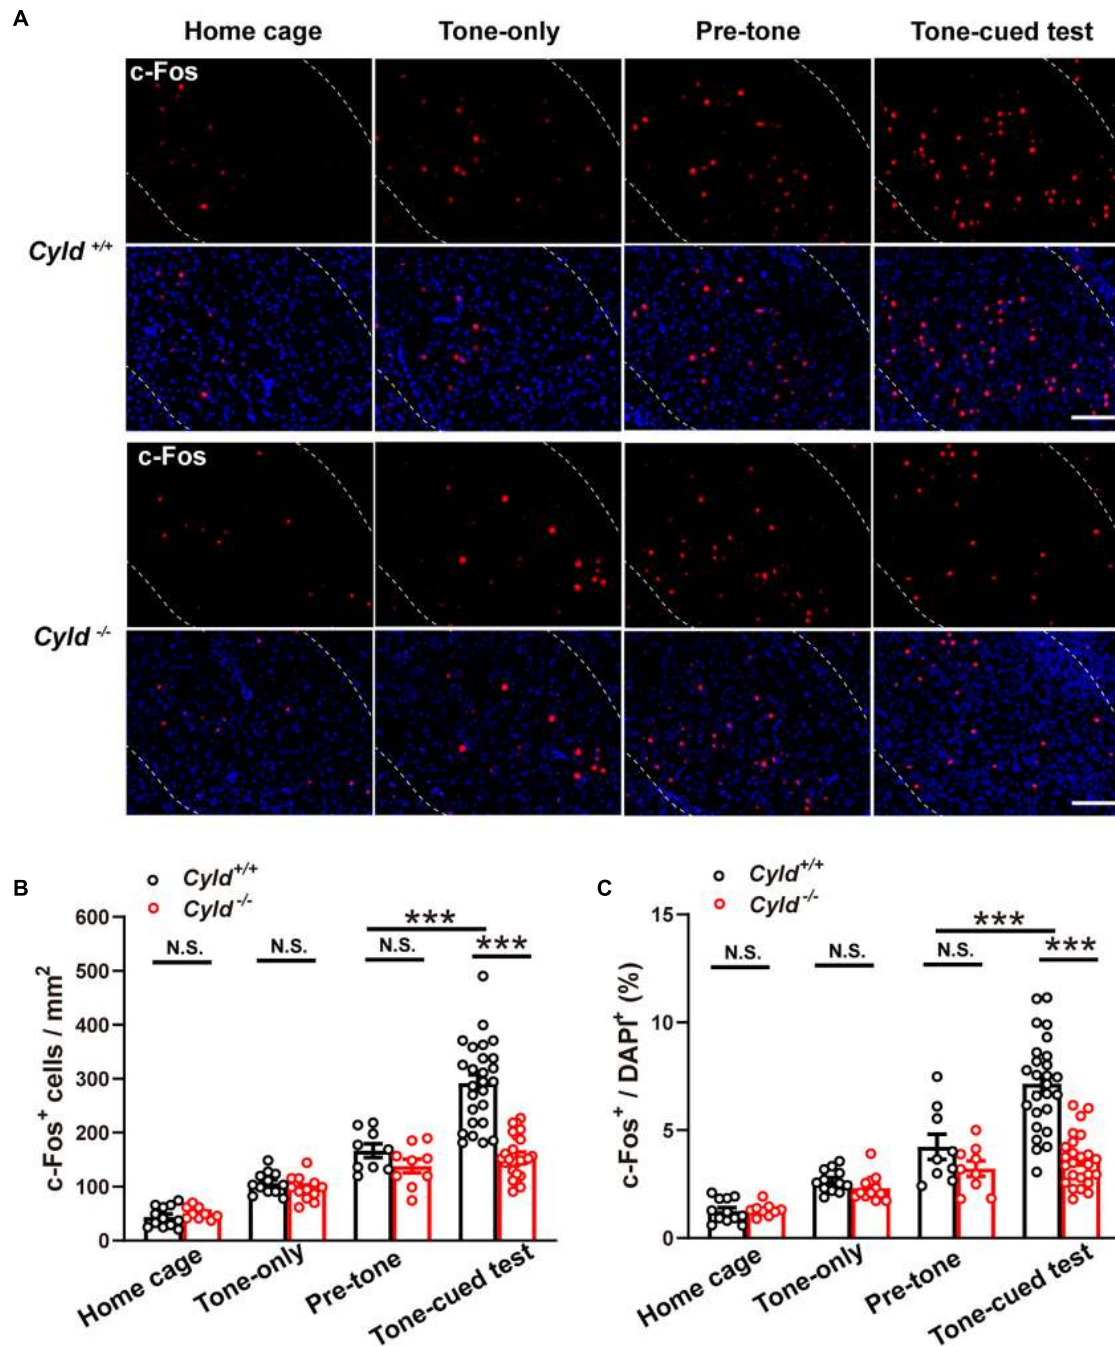 A
Home cage Tone-only Pre-tone Tone-cued test
c-Fos
Cyld +/+
c-Fos
Cyld -/-
B
Cyld+/+
Cyld-/-
c-Fos+ cells / mm2
600
500
400
300
200
100
0
N.S. N.S. N.S. *** ***
Home cage Tone-only Pre-tone Tone-cued test
C
Cyld+/+
Cyld-/-
c-Fos+ / DAPI+ (%)
15
10
5
0
N.S. N.S. N.S. *** ***
Home cage Tone-only Pre-tone Tone-cued test